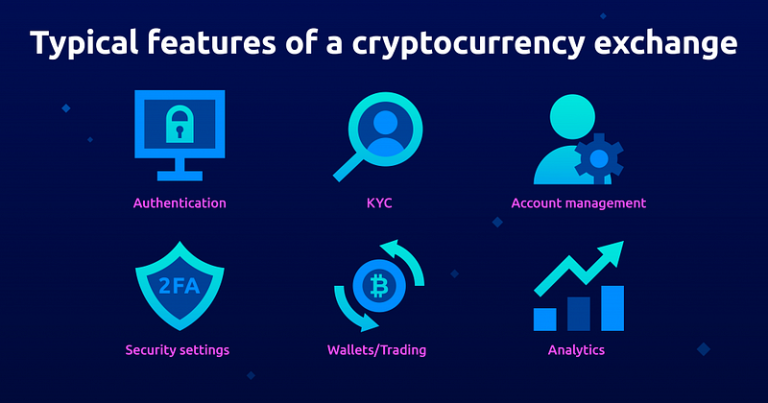 Typical features of a cryptocurrency exchange
Authentication
KYC
Account management
2FA
Security settings
Wallets/Trading
Analytics